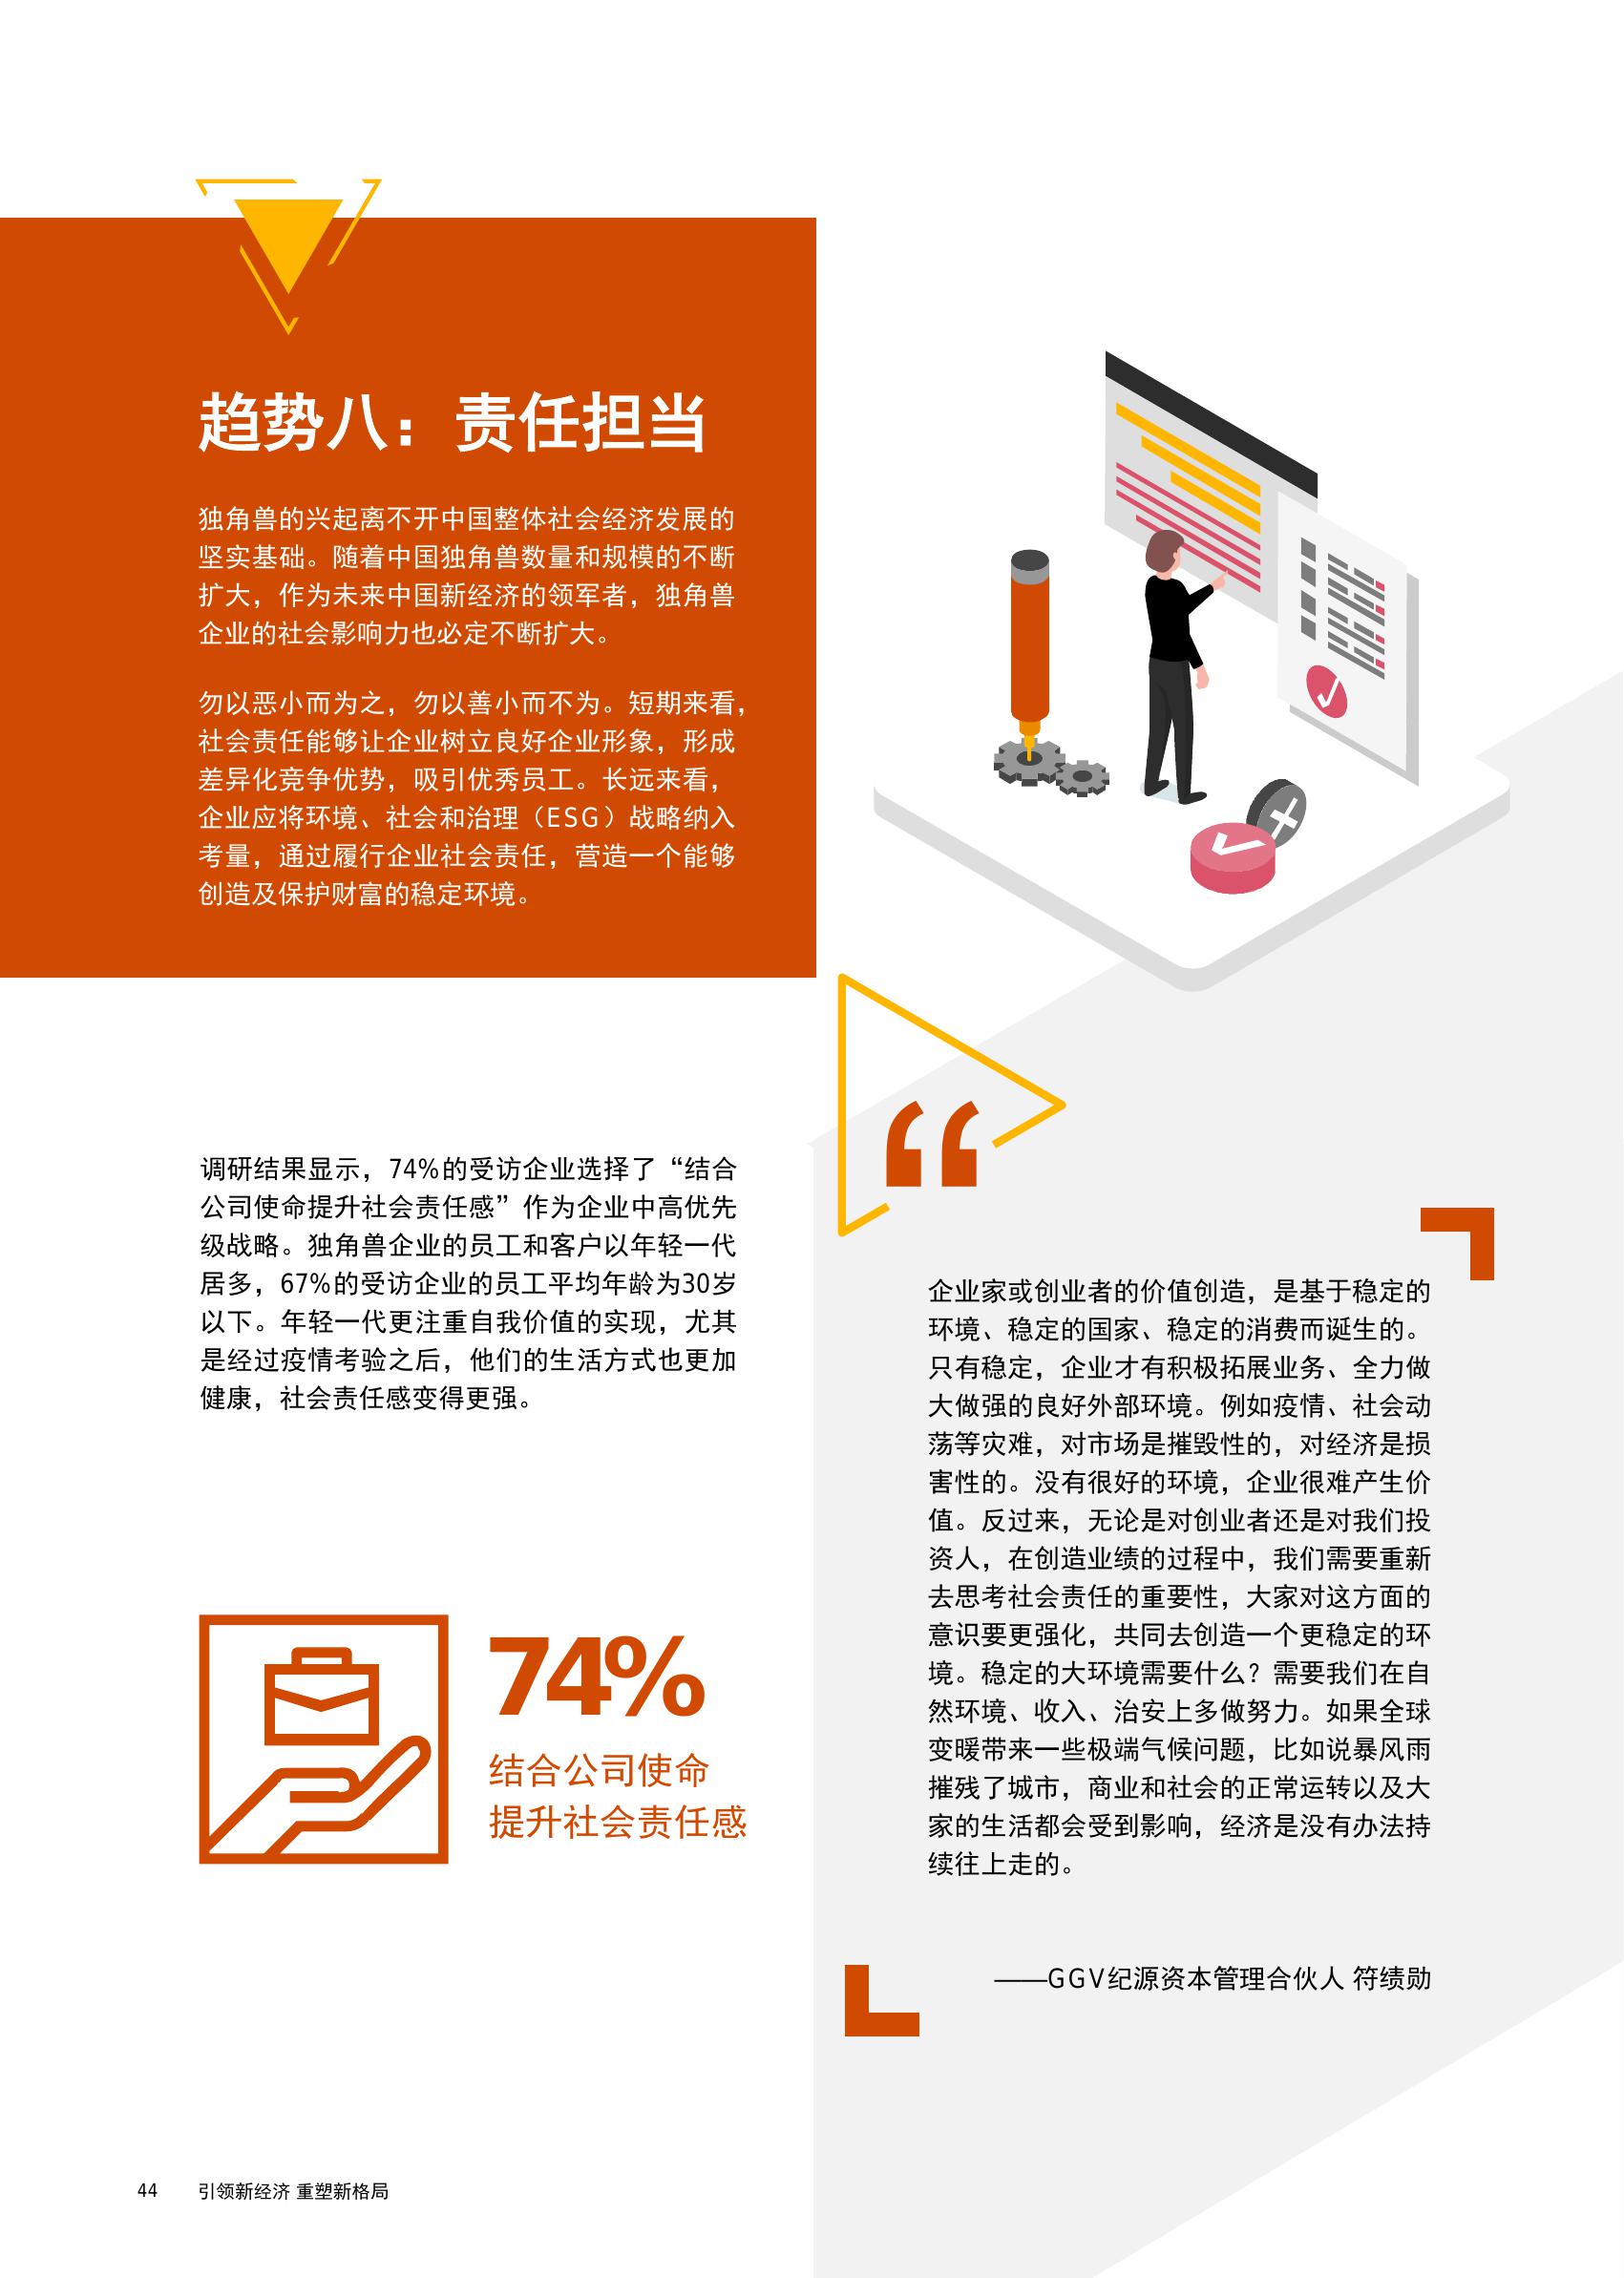 趋势八：责任担当
独角兽的兴起离不开中国整体社会经济发展的
坚实基础。随着中国独角兽数量和规模的不断
扩大，作为未来中国新经济的领军者，独角兽
企业的社会影响力也必定不断扩大。
勿以恶小而为之，勿以善小而不为。短期来看，
社会责任能够让企业树立良好企业形象，形成
差异化竞争优势，吸引优秀员工。长远来看，
企业应将环境、社会和治理（ESG）战略纳入
考量，通过履行企业社会责任，营造一个能够
创造及保护财富的稳定环境。
调研结果显示，74%的受访企业选择了“结合
公司使命提升社会责任感”作为企业中高优先
级战略。独角兽企业的员工和客户以年轻一代
居多，67%的受访企业的员工平均年龄为30岁
以下。年轻一代更注重自我价值的实现，尤其
是经过疫情考验之后，他们的生活方式也更加
健康，社会责任感变得更强。
74%
结合公司使命
提升社会责任感
“
企业家或创业者的价值创造，是基于稳定的
环境、稳定的国家、稳定的消费而诞生的。
只有稳定，企业才有积极拓展业务、全力做
大做强的良好外部环境。例如疫情、社会动
荡等灾难，对市场是摧毁性的，对经济是损
害性的。没有很好的环境，企业很难产生价
值。反过来，无论是对创业者还是对我们投
资人，在创造业绩的过程中，我们需要重新
去思考社会责任的重要性，大家对这方面的
意识要更强化，共同去创造一个更稳定的环
境。稳定的大环境需要什么？需要我们在自
然环境、收入、治安上多做努力。如果全球
变暖带来一些极端气候问题，比如说暴风雨
摧残了城市，商业和社会的正常运转以及大
家的生活都会受到影响，经济是没有办法持
续往上走的。
——GGV纪源资本管理合伙人 符绩勋
44 引领新经济 重塑新格局